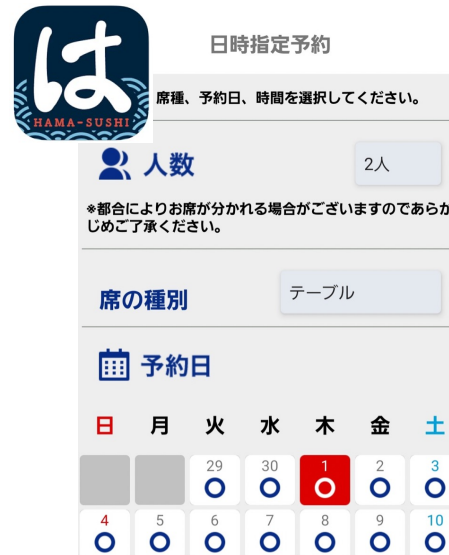 は
HAMA-SUSHI
日時指定予約
席種、予約日、時間を選択してください。
人数
2人
※都合によりお席が分かれる場合がございますのであらか
じめご了承ください。
席の種別
テーブル
予約日
日 月 火 水 木 金 土
29 30 1 2 3
4 5 6 7 8 9 10